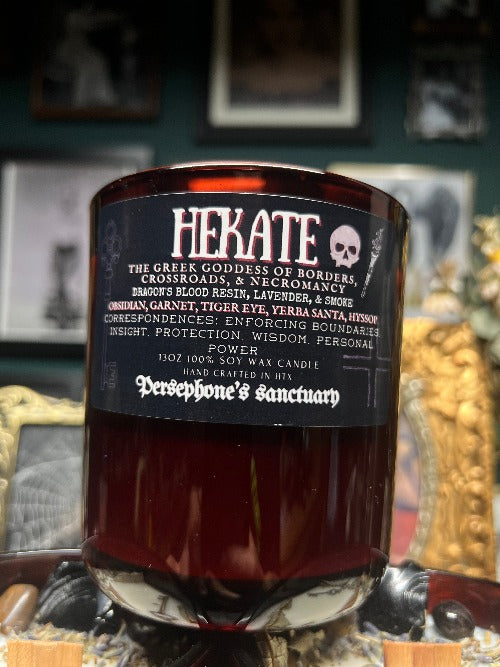 HEKATE
THE GREEK GODDESS OF BORDERS,
CROSSROADS, & NECROMANCY
DRAGON'S BLOOD RESIN, LAVENDER, & SMOKE
OBSIDIAN, GARNET, TIGER EYE, YERBA SANTA, HYSSOP
CORRESPONDENCES: ENFORCING BOUNDARIES,
INSIGHT, PROTECTION, WISDOM, PERSONAL
POWER
13OZ 100% SOY WAX CANDLE
HAND CRAFTED IN HTX
Persephone's sanctuary